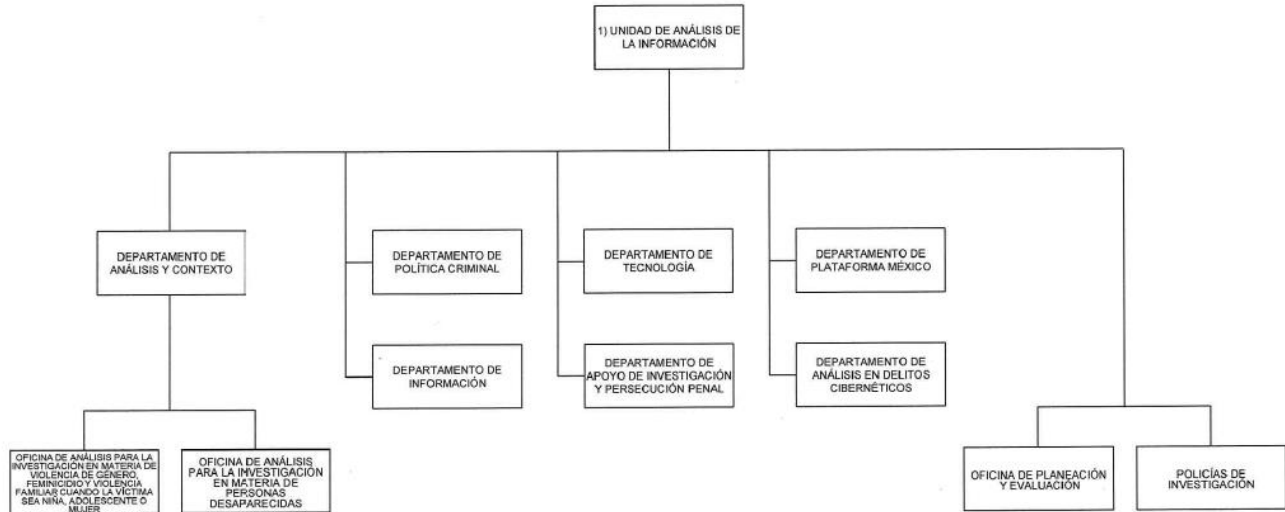 1) UNIDAD DE ANÁLISIS DE
LA INFORMACIÓN
DEPARTAMENTO DE
ANÁLISIS Y CONTEXTO
DEPARTAMENTO DE
POLÍTICA CRIMINAL
DEPARTAMENTO DE
TECNOLOGÍA
DEPARTAMENTO DE
PLATAFORMA MÉXICO
DEPARTAMENTO DE
INFORMACIÓN
DEPARTAMENTO DE
APOYO DE INVESTIGACIÓN
Y PERSECUCIÓN PENAL
DEPARTAMENTO DE
ANÁLISIS EN DELITOS
CIBERNÉTICOS
OFICINA DE ANÁLISIS PARA LA
INVESTIGACIÓN EN MATERIA DE
VIOLENCIA DE GÉNERO,
FEMINICIDIO Y VIOLENCIA
FAMILIAR CUANDO LA VÍCTIMA
SEA NIÑA, ADOLESCENTE O
MUJER
OFICINA DE ANÁLISIS
PARA LA INVESTIGACIÓN
EN MATERIA DE
PERSONAS
DESAPARECIDAS
OFICINA DE PLANEACIÓN
Y EVALUACIÓN
POLICÍAS DE
INVESTIGACIÓN